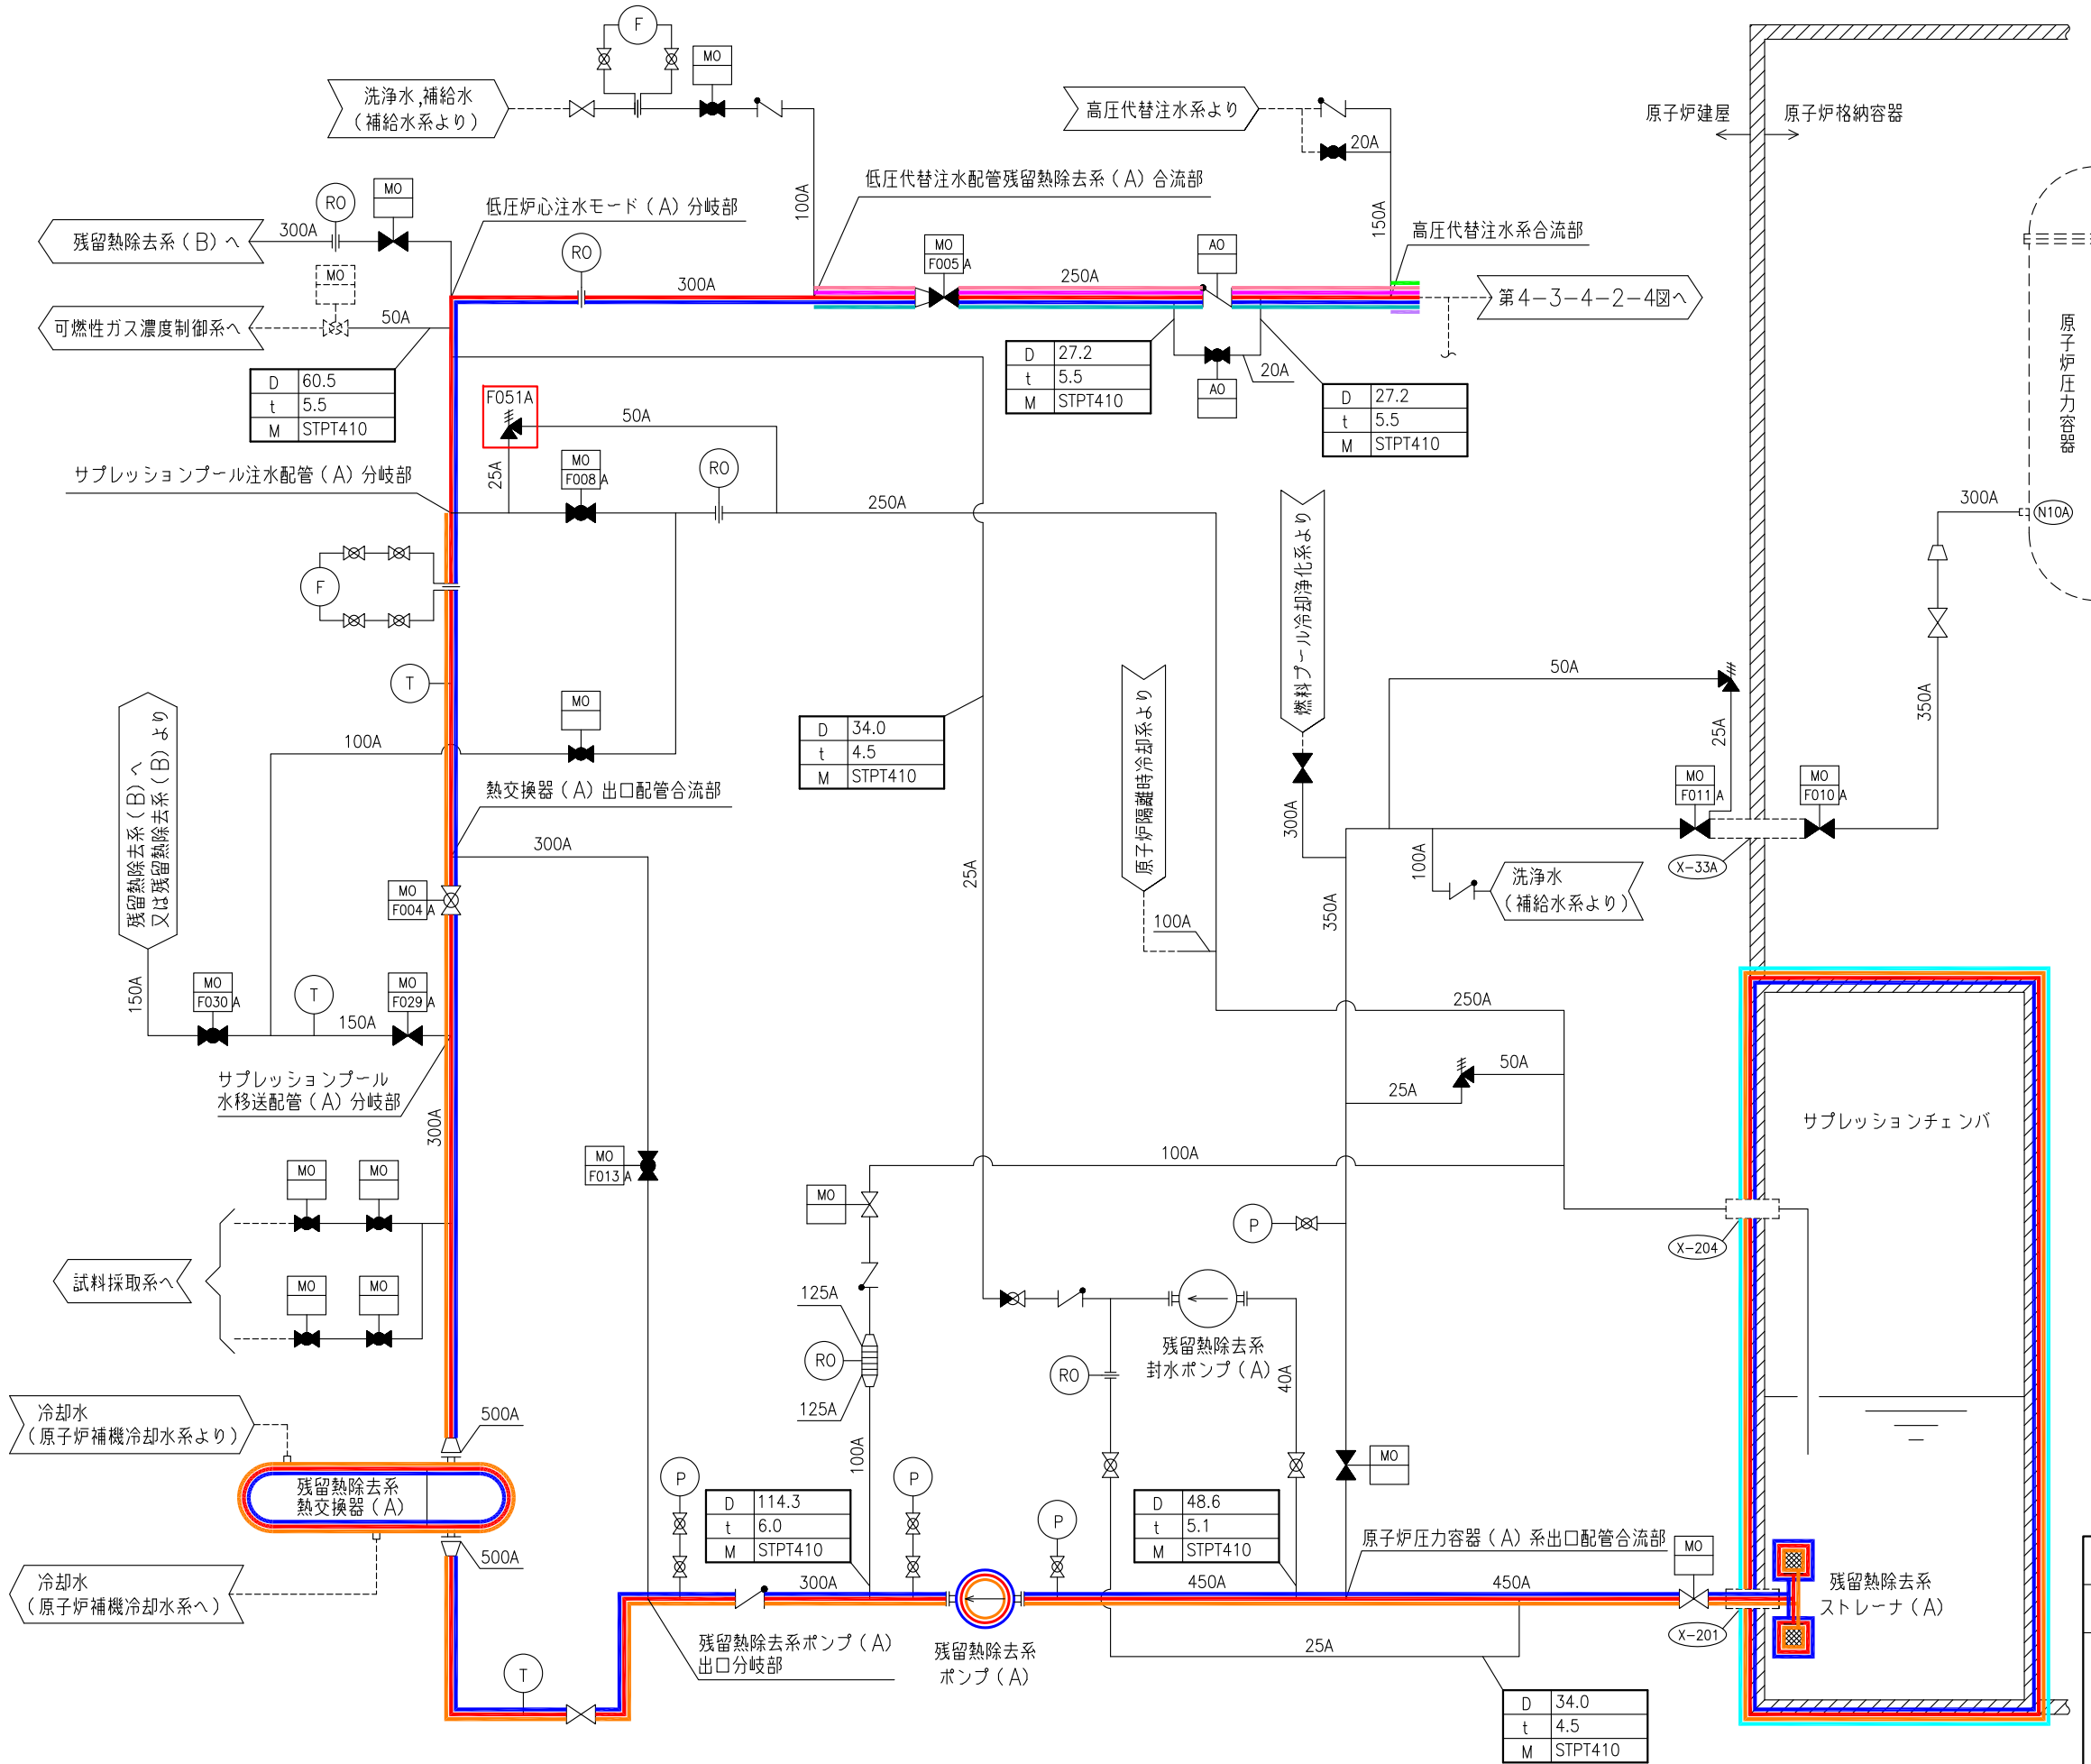 F
MO
洗浄水,補給水
(補給水系より)
高圧代替注水系より
原子炉建屋
原子炉格納容器
20A
100A
150A
低圧代替注水配管残留熱除去系(A)合流部
RO
MO
残留熱除去系(B)へ
300A
低圧炉心注水モード(A)分岐部
高圧代替注水系合流部
MO
可燃性ガス濃度制御系へ
50A
RO
300A
MO
F005A
250A
AO
第4-3-4-2-4図へ
D 60.5
t 5.5
M STPT410
D 27.2
t 5.5
M STPT410
AO
20A
D 27.2
t 5.5
M STPT410
原子炉圧力容器
F051A
50A
25A
サプレッションプール注水配管(A)分岐部
MO
F008A
RO
250A
300A
N10A
F
T
燃料プール冷却浄化系より
50A
25A
350A
残留熱除去系(B)へ
又は残留熱除去系(B)より
100A
MO
D 34.0
t 4.5
M STPT410
原子炉隔離時冷却系より
300A
MO
F011A
MO
F010A
X-33A
熱交換器(A)出口配管合流部
300A
25A
350A
100A
洗浄水
(補給水系より)
MO
F004A
100A
150A
MO
F030A
T
150A
MO
F029A
250A
サプレッションプール
水移送配管(A)分岐部
300A
50A
25A
サプレッションチェンバ
MO
MO
MO
F013A
100A
MO
P
X-204
試料採取系へ
MO
MO
125A
RO
125A
100A
残留熱除去系
封水ポンプ(A)
RO
40A
冷却水
(原子炉補機冷却水系より)
500A
残留熱除去系
熱交換器(A)
500A
冷却水
(原子炉補機冷却水系へ)
P
D 114.3
t 6.0
M STPT410
P
P
D 48.6
t 5.1
M STPT410
MO
原子炉圧力容器(A)系出口配管合流部
MO
300A
450A
450A
残留熱除去系
ストレーナ(A)
X-201
残留熱除去系ポンプ(A)
出口分岐部
残留熱除去系
ポンプ(A)
25A
T
D 34.0
t 4.5
M STPT410